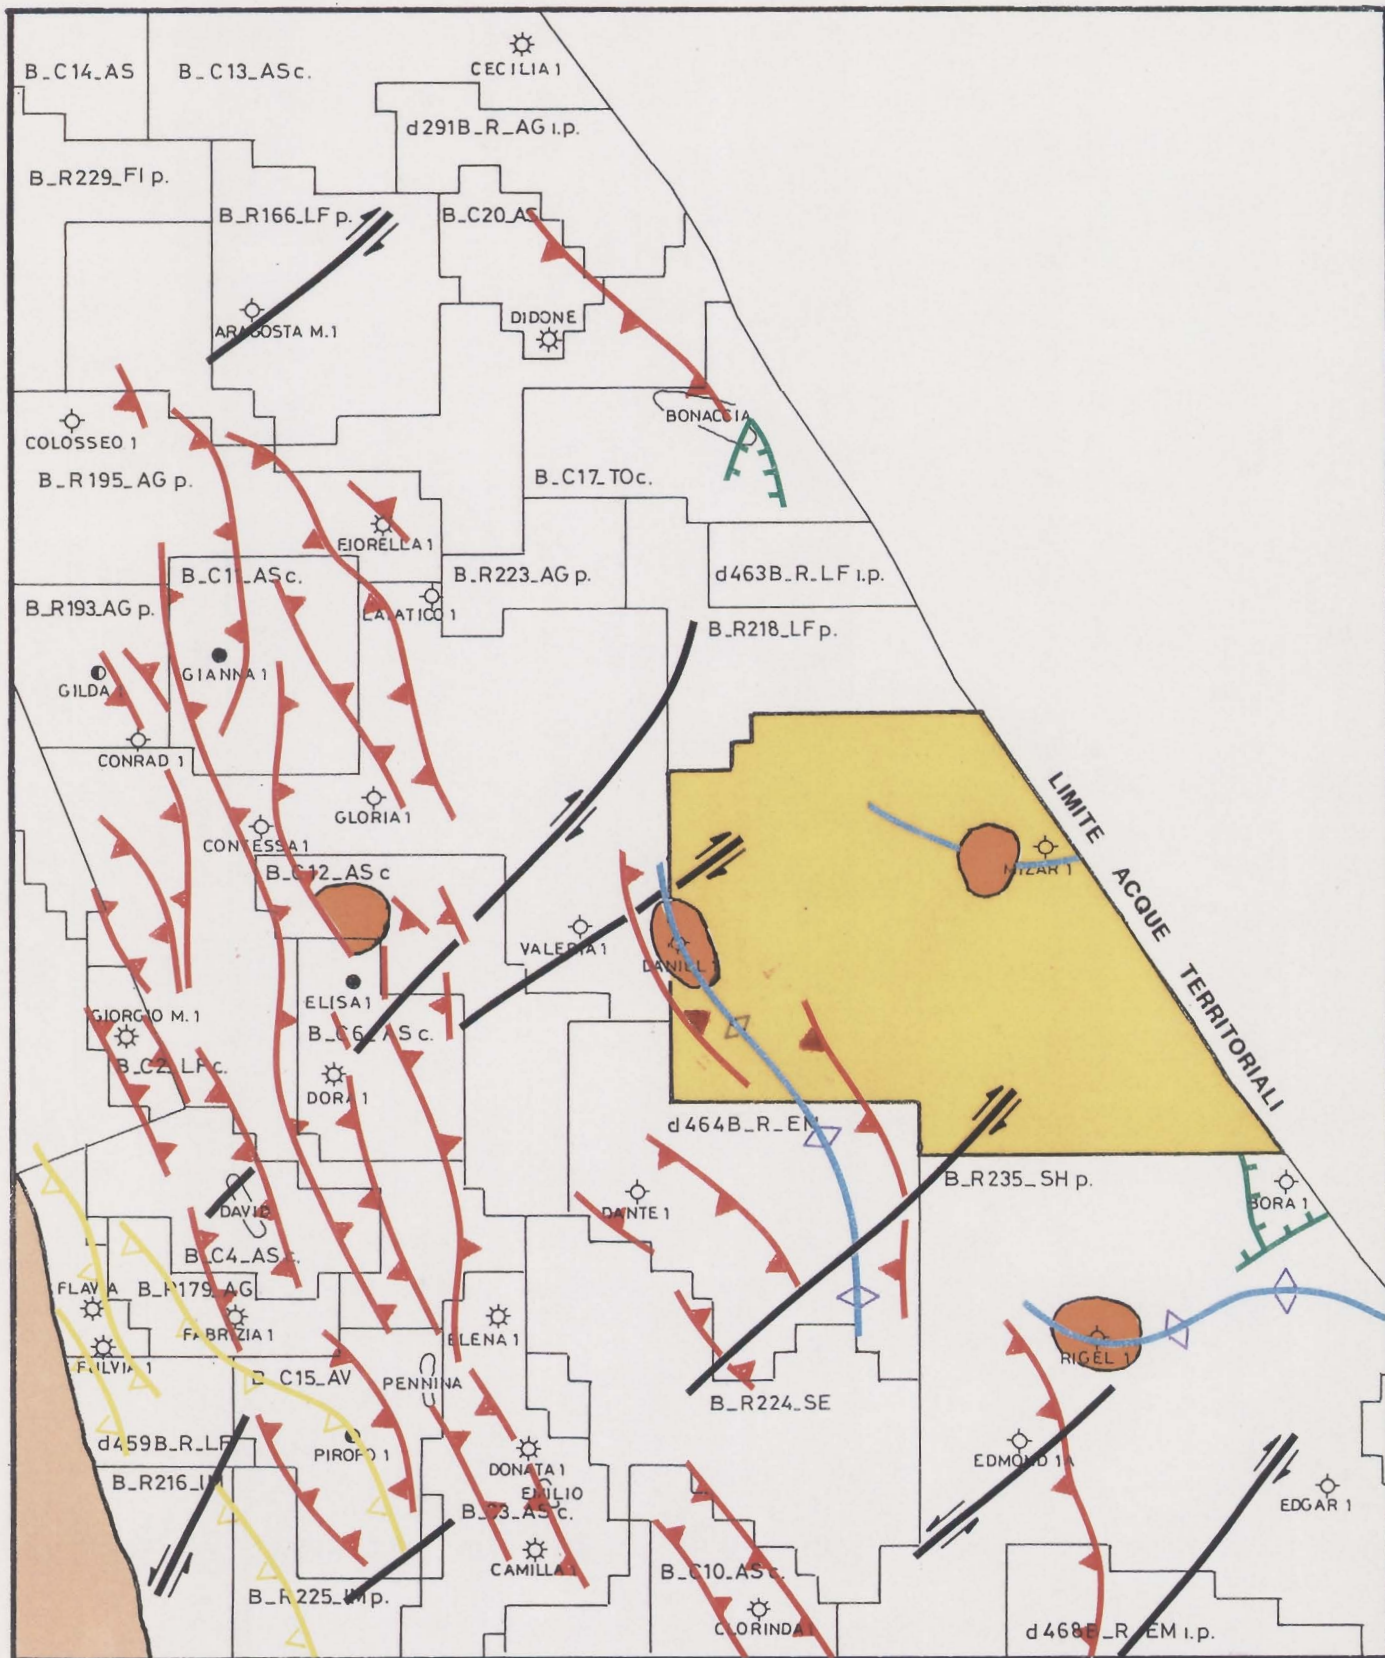 B_C14_AS
B_C13_ASc.
CECILIA 1
d291B_R_AG i.p.
B_R229_FI p.
B_R166_LF p.
B_C20_AS
ARAGOSTA M.1
DIDONE
BONACCIA
COLOSSEO 1
B_R195_AG p.
B_C17_TOc.
FIORELLA 1
B_C11_ASc.
B_R223_AG p.
d463B_R_LF i.p.
B_R193_AG p.
B_R218_LF p.
GIANNA 1
GILDA 1
CONRAD 1
GLORIA 1
CONTESSA 1
LIMITE ACQUE TERRITORIALI
B_C12_AS c
MIZAR 1
VALERIA 1
DANIEL 1
ELISA 1
GIORGIO M.1
B_C6_AS c.
B_C2_LF c.
DORA 1
d464B_R_EM
B_R235_SH p.
DAVID
DANTE 1
BORA 1
B_C4_AS c.
FLAVIA
B_R179_AG
FABRIZIA 1
ELENA 1
FULVIA 1
RIGEL 1
B_C15_AV
PENNINA
B_R224_SE
d459B_R_LF
PIROPO 1
DONATA 1
EDMOND 1A
B_R216_IM
EMILIO
EDGAR 1
B_C3_AS c.
CAMILLA 1
B_C10_AS c.
B_R225_IM p.
CLORINDA 1
d468B_R_EM i.p.